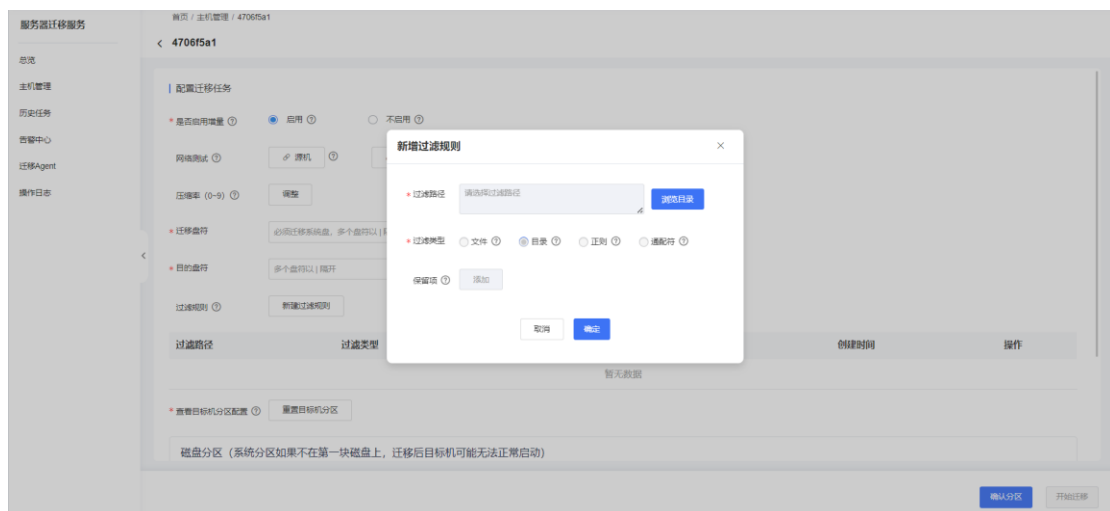 服务器迁移服务
首页 / 主机管理 / 4706f5a1
4706f5a1
总览
主机管理
历史任务
告警中心
迁移Agent
操作日志
配置迁移任务
* 是否启用增量 启用 不启用
网络测试 源机
压缩率 (0~9) 调整
* 迁移盘符 必须迁移系统盘, 多个盘符以 |
* 目的盘符 多个盘符以 | 隔开
过滤规则 新建过滤规则
过滤路径 过滤类型 创建时间 操作
暂无数据
* 查看目标机分区配置 重置目标机分区
磁盘分区（系统分区如果不在第一块磁盘上，迁移后目标机可能无法正常启动）
确认分区 开始迁移
新增过滤规则
* 过滤路径 请选择过滤路径 浏览目录
* 过滤类型 文件 目录 正则 通配符
保留项 添加
取消 确定